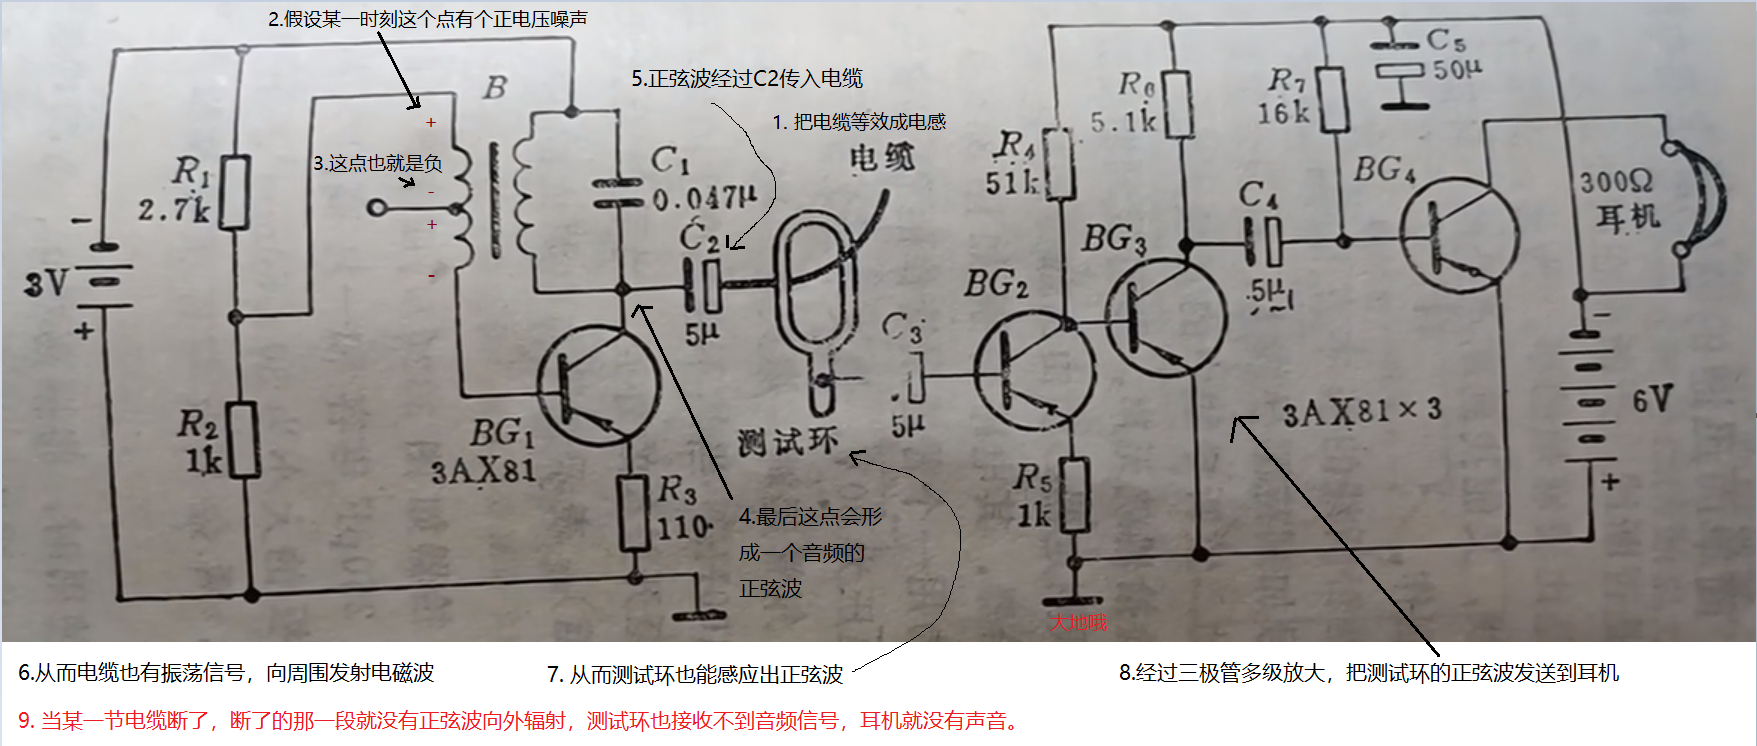 2.假设某一时刻这个点有个正电压噪声
5.正弦波经过C2传入电缆
1. 把电缆等效成电感
电缆
3.这点也就是负
B
R₁
2.7k
C₁
0.047μ
C₂
5μ
3V
-
+
+
-
+
-
R₂
1k
BG₁
3AX81
R₃
110
测试环
4.最后这点会形
成一个音频的
正弦波
C₃
5μ
R₄
51k
BG₂
R₅
1k
大地哦
R₆
5.1k
BG₃
C₄
5μ
R₇
16k
C₅
50μ
BG₄
300Ω
耳机
3AX81×3
-
6V
+
6.从而电缆也有振荡信号，向周围发射电磁波
7. 从而测试环也能感应出正弦波
8.经过三极管多级放大，把测试环的正弦波发送到耳机
9. 当某一节电缆断了，断了的那一段就没有正弦波向外辐射，测试环也接收不到音频信号，耳机就没有声音。